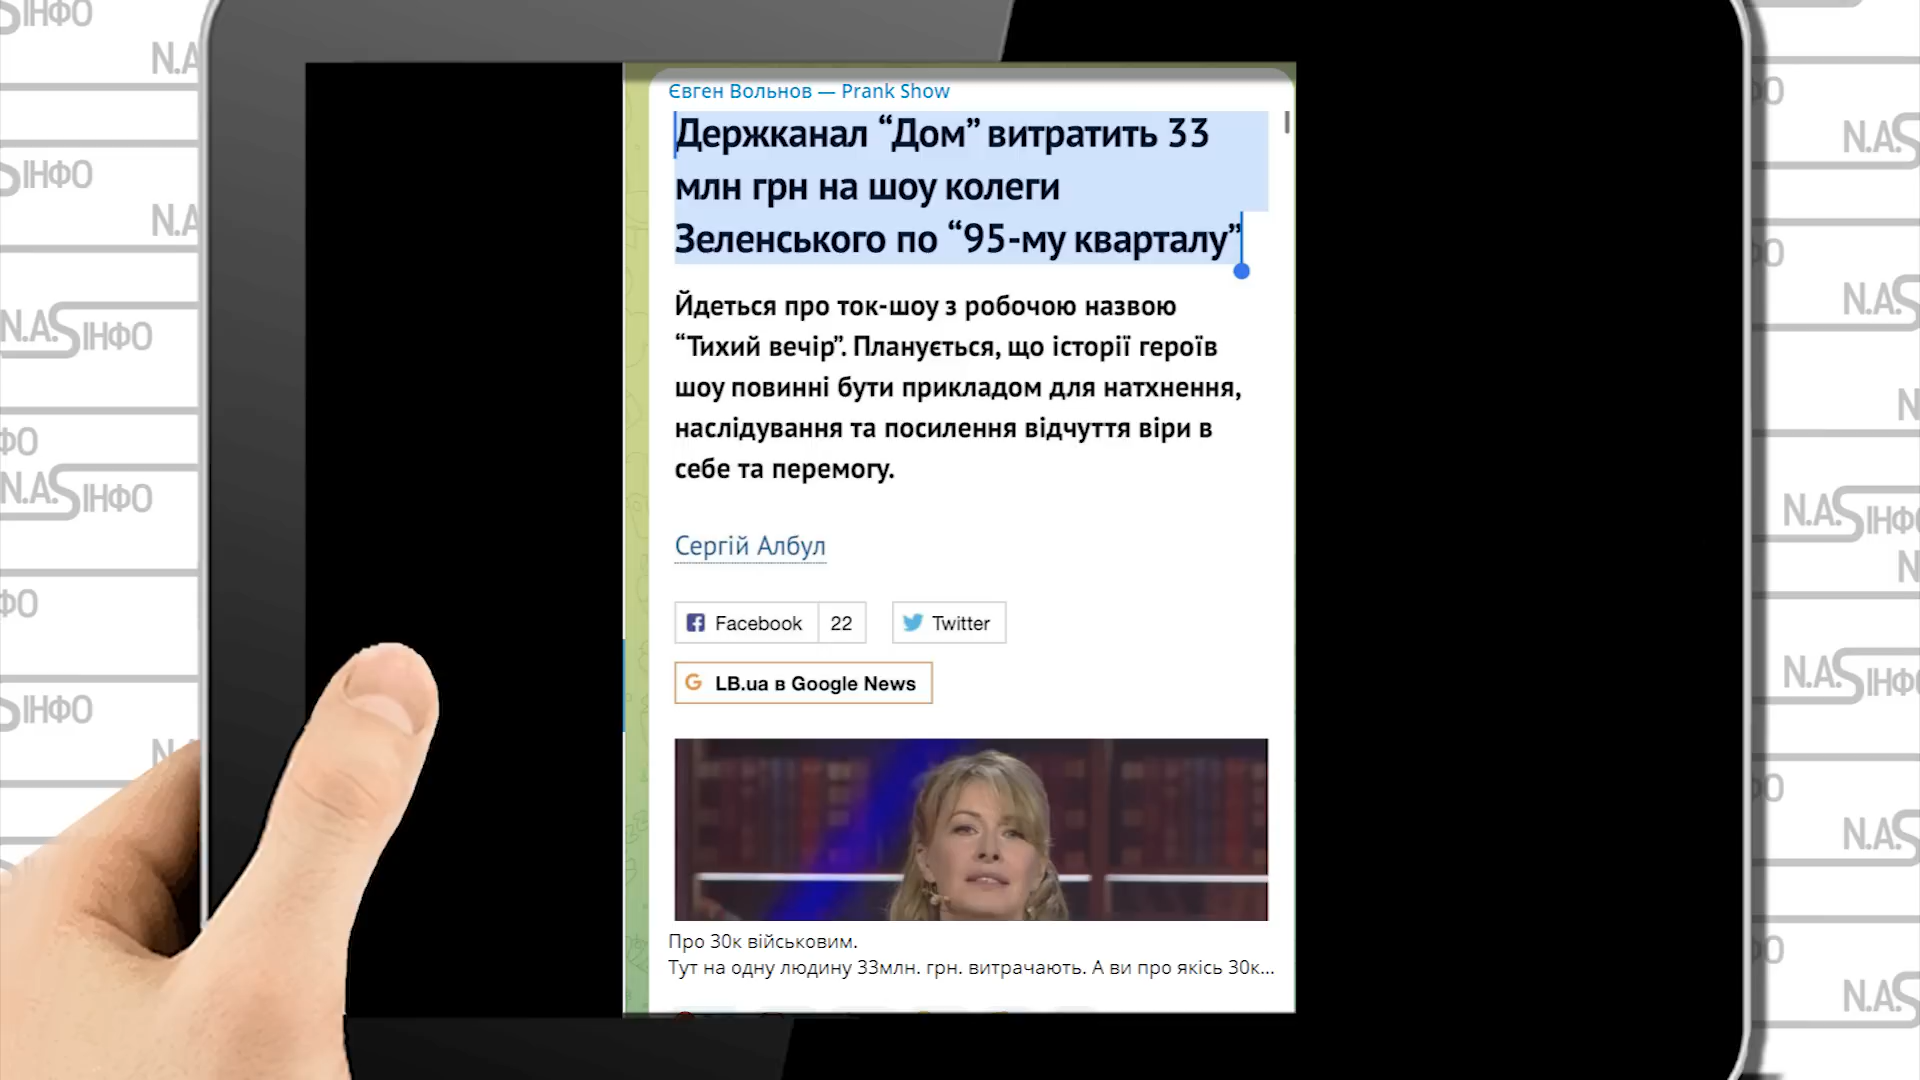 Євген Вольнов — Prank Show
Держканал “Дом” витратить 33
млн грн на шоу колеги
Зеленського по “95-му кварталу”
Йдеться про ток-шоу з робочою назвою
“Тихий вечір”. Планується, що історії героїв
шоу повинні бути прикладом для натхнення,
наслідування та посилення відчуття віри в
себе та перемогу.
Сергій Албул
Facebook 22 Twitter
LB.ua в Google News
Про 30к військовим.
Тут на одну людину 33млн. грн. витрачають. А ви про якісь 30к...
N.A.SІНФО
N.A.SІНФО